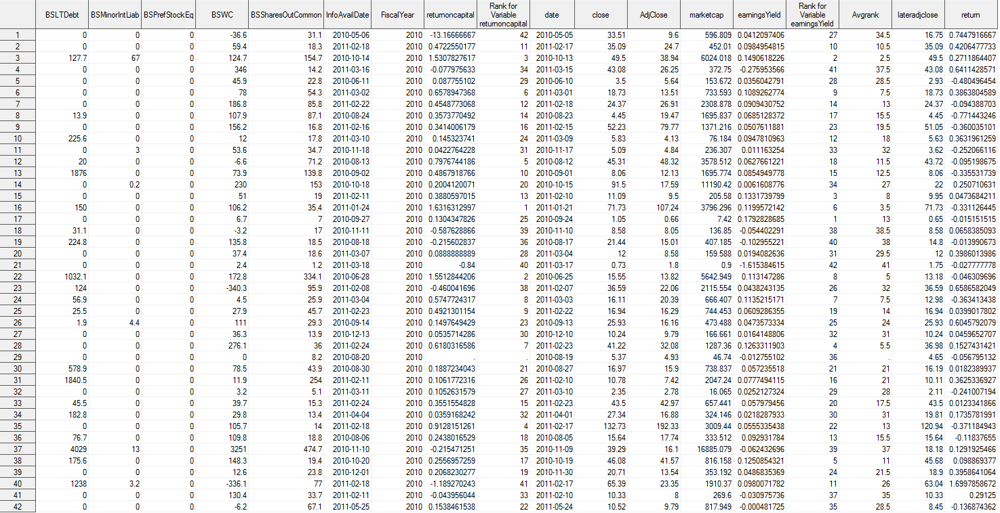 BSLTDebt BSMinorIntLiab BSPrefStockEq BSWC BSSharesOutCommon InfoAvailDate FiscalYear returnoncapital Rank for Variable returnoncapital date close AdjClose marketcap earningsYield Rank for Variable earningsYield Avgrank lateradjclose return
1 0 0 0 -36.6 31.1 2010-05-06 2010 -13.16666667 42 2010-05-05 33.51 9.6 596.809 0.0412097406 27 34.5 16.75 0.7447916667
2 0 0 0 59.4 18.3 2011-02-18 2010 0.4722550177 11 2011-02-17 35.09 24.7 452.01 0.0984954815 10 10.5 35.09 0.4206477733
3 127.7 67 0 124.7 154.7 2010-10-14 2010 1.5307827617 3 2010-10-13 49.5 38.94 6024.018 0.1490618226 2 2.5 49.5 0.2711864407
4 0 0 0 346 14.2 2011-03-16 2010 -0.077975633 34 2011-03-15 43.08 26.25 372.75 -0.275953566 41 37.5 43.08 0.6411428571
5 0 0 0 45.9 22.8 2010-06-11 2010 0.087755102 29 2010-06-10 3.5 5.64 153.672 0.0356042791 28 28.5 2.93 -0.480496454
6 0 0 0 78 54.3 2011-03-02 2010 0.6578947368 6 2011-03-01 18.73 13.51 733.593 0.1089262774 9 7.5 18.73 0.3863804589
7 0 0 0 186.8 85.8 2011-02-22 2010 0.4548773068 12 2011-02-18 24.37 26.91 2308.878 0.0909430752 14 13 24.37 -0.094388703
8 13.9 0 0 107.9 87.1 2010-08-24 2010 0.3573770492 14 2010-08-23 4.45 19.47 1695.837 0.0685128372 17 15.5 4.45 -0.771443246
9 0 0 0 156.2 16.8 2011-02-16 2010 0.3414006179 16 2011-02-15 52.23 79.77 1371.216 0.0507611881 23 19.5 51.05 -0.360035101
10 225.6 0 0 12 17.8 2011-03-10 2010 0.145323741 24 2011-03-09 5.83 4.13 76.184 0.0947810963 12 18 5.63 0.3631961259
11 0 3 0 53.6 34.7 2010-11-18 2010 0.0422764228 31 2010-11-17 5.09 4.84 236.307 0.011163254 33 32 3.62 -0.252066116
12 20 0 0 -6.6 71.2 2010-08-13 2010 0.7976744186 5 2010-08-12 45.31 48.32 3578.512 0.0627661221 18 11.5 43.72 -0.095198675
13 1876 0 0 73.9 139.8 2010-09-02 2010 0.4867918766 10 2010-09-01 8.06 12.13 1695.774 0.0854949778 15 12.5 8.06 -0.335531739
14 0 0.2 0 230 153 2010-10-18 2010 0.2004120071 20 2010-10-15 91.5 17.59 11190.42 0.0061608776 34 27 22 0.250710631
15 0 0 0 51 19 2011-02-11 2010 0.3880597015 13 2011-02-10 11.09 9.5 205.58 0.1331739799 3 8 9.95 0.0473684211
16 150 0 0 106.2 35.4 2011-01-24 2010 1.6316312997 1 2011-01-21 71.73 107.24 3796.296 0.1199572142 6 3.5 71.73 -0.331126445
17 0 0 0 6.7 7 2010-09-27 2010 0.1304347826 25 2010-09-24 1.05 0.66 7.42 0.1792828685 1 13 0.65 -0.015151515
18 31.1 0 0 -3.2 17 2010-11-11 2010 -0.587628866 39 2010-11-10 8.58 8.05 136.85 -0.054402291 38 38.5 8.58 0.0658385093
19 224.8 0 0 135.8 18.5 2010-08-18 2010 -0.215602837 36 2010-08-17 21.44 15.01 407.185 -0.102955221 40 38 14.8 -0.013990673
20 0 0 0 37.4 18.6 2011-03-07 2010 0.0888888889 28 2011-03-04 12 8.58 159.588 0.0194082636 31 29.5 12 0.3986013986
21 0 0 0 2.4 1.2 2011-03-18 2010 -0.84 40 2011-03-17 0.73 1.8 0.9 -1.615384615 42 41 1.75 -0.027777778
22 1032.1 0 0 172.8 334.1 2010-06-28 2010 1.5512844206 2 2010-06-25 15.55 13.82 5642.949 0.113147286 8 5 13.18 -0.046309696
23 124 0 0 -340.3 95.9 2011-02-08 2010 -0.460041696 38 2011-02-07 36.59 22.06 2115.554 0.0438243135 26 32 36.59 0.6586582049
24 56.9 0 0 4.5 25.9 2011-03-04 2010 0.5747724317 8 2011-03-03 16.11 20.39 666.407 0.1135215171 7 7.5 12.98 -0.363413438
25 25.5 0 0 27.9 45.7 2011-02-23 2010 0.4921301154 9 2011-02-22 16.94 16.29 744.453 0.0609286355 19 14 16.94 0.0399017802
26 1.9 4.4 0 111 29.3 2010-09-14 2010 0.1497649429 23 2010-09-13 25.93 16.16 473.488 0.0473573334 25 24 25.93 0.6045792079
27 0 0 0 36.3 13.9 2010-12-13 2010 0.0535714286 30 2010-12-10 10.24 9.79 166.661 0.0164148806 32 31 10.24 0.0459652707
28 0 0 0 276.1 36 2011-02-24 2010 0.6180316586 7 2011-02-23 41.22 32.08 1287.36 0.1263311903 4 5.5 36.98 0.1527431421
29 0 0 0 0 8.2 2010-08-20 2010 . . 2010-08-19 5.37 4.93 46.74 -0.012755102 36 . 4.65 -0.056795132
30 578.9 0 0 78.5 43.9 2010-08-30 2010 0.1887234043 21 2010-08-27 16.97 15.9 738.837 0.057235518 21 21 16.19 0.0182389937
31 1840.5 0 0 11.9 254 2011-02-11 2010 0.1061772316 26 2011-02-10 10.78 7.42 2047.24 0.0777494115 16 21 10.11 0.3625336927
32 0 0 0 3.2 5.1 2011-03-11 2010 0.1052631579 27 2011-03-10 2.35 2.78 16.065 0.0252127324 29 28 2.11 -0.241007194
33 45.5 0 0 39.7 15.3 2011-02-24 2010 0.3551554828 15 2011-02-23 43.5 42.97 657.441 0.057979456 20 17.5 43.5 0.0123341866
34 182.8 0 0 29.8 13.4 2011-04-04 2010 0.0359168242 32 2011-04-01 27.34 16.88 324.146 0.0218287933 30 31 19.81 0.1735781991
35 0 0 0 105.7 14 2011-02-18 2010 0.9128151261 4 2011-02-17 132.73 192.33 3009.44 0.0555335438 22 13 120.94 -0.371184943
36 76.7 0 0 109.8 18.8 2010-08-06 2010 0.2438016529 18 2010-08-05 15.64 17.74 333.512 0.092931784 13 15.5 15.64 -0.11837655
37 4029 13 0 3251 474.7 2010-11-10 2010 -0.215471251 35 2010-11-09 39.29 16.1 16885.079 -0.062432696 39 37 18.18 0.1291925466
38 175.6 0 0 148.3 19.4 2010-10-20 2010 0.2556957259 17 2010-10-19 46.08 41.57 816.158 0.1250854321 5 11 45.68 0.098869377
39 0 0 0 12.6 23.8 2010-12-01 2010 0.2068230277 19 2010-11-30 20.71 13.54 353.192 0.0486835369 24 21.5 18.9 0.3958641064
40 1238 3.2 0 -336.1 77 2011-02-18 2010 -1.189270243 41 2011-02-17 65.39 23.35 1910.37 0.0980071782 11 26 63.04 1.6997858672
41 0 0 0 130.4 33.7 2011-02-11 2010 -0.043956044 33 2011-02-10 10.33 8 269.6 -0.030975736 37 35 10.33 0.29125
42 0 0 0 -6.2 67.1 2011-05-25 2010 0.1538461538 22 2011-05-24 10.52 9.79 817.949 -0.000481725 35 28.5 8.45 -0.136874362